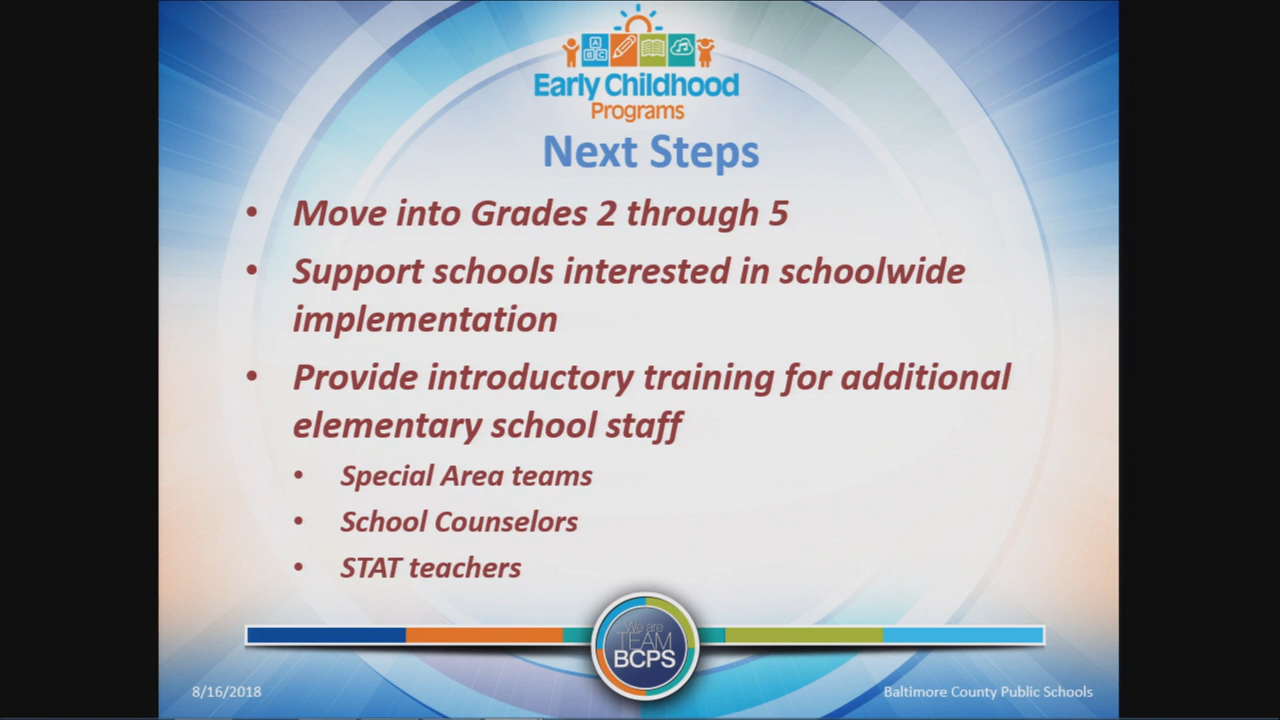 A
B C
Early Childhood
Programs
Next Steps
• Move into Grades 2 through 5
• Support schools interested in schoolwide
implementation
• Provide introductory training for additional
elementary school staff
• Special Area teams
• School Counselors
• STAT teachers
We are
TEAM
BCPS
8/16/2018
Baltimore County Public Schools